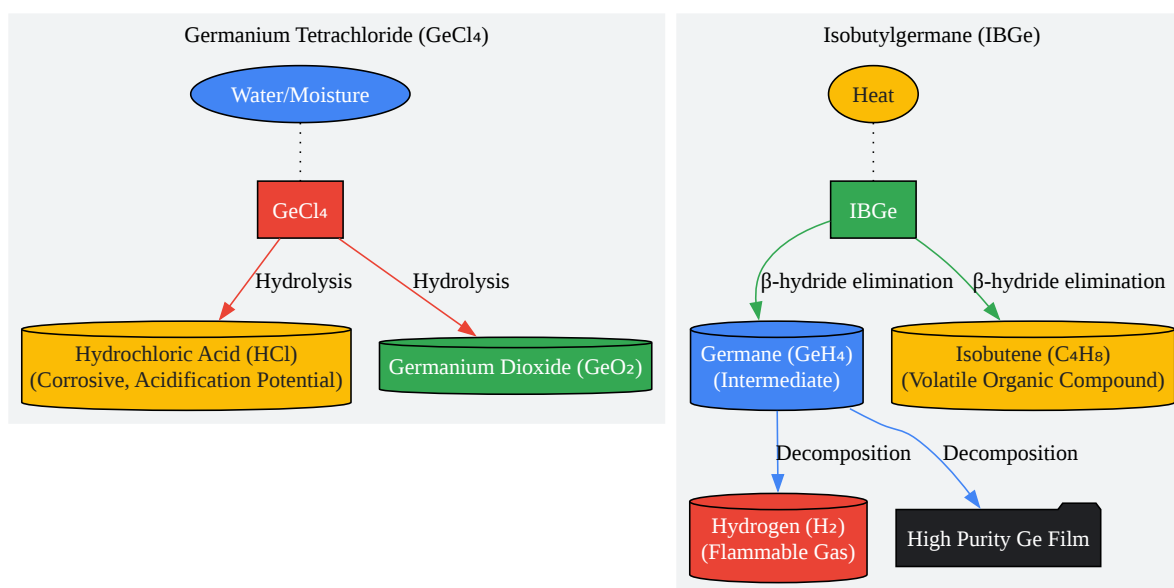 Germanium Tetrachloride (GeCl₄)
Water/Moisture
GeCl₄
Hydrolysis
Hydrolysis
Hydrochloric Acid (HCl)
(Corrosive, Acidification Potential)
Germanium Dioxide (GeO₂)
Isobutylgermane (IBGe)
Heat
IBGe
β-hydride elimination
β-hydride elimination
Germane (GeH₄)
(Intermediate)
Isobutene (C₄H₈)
(Volatile Organic Compound)
Decomposition
Decomposition
Hydrogen (H₂)
(Flammable Gas)
High Purity Ge Film